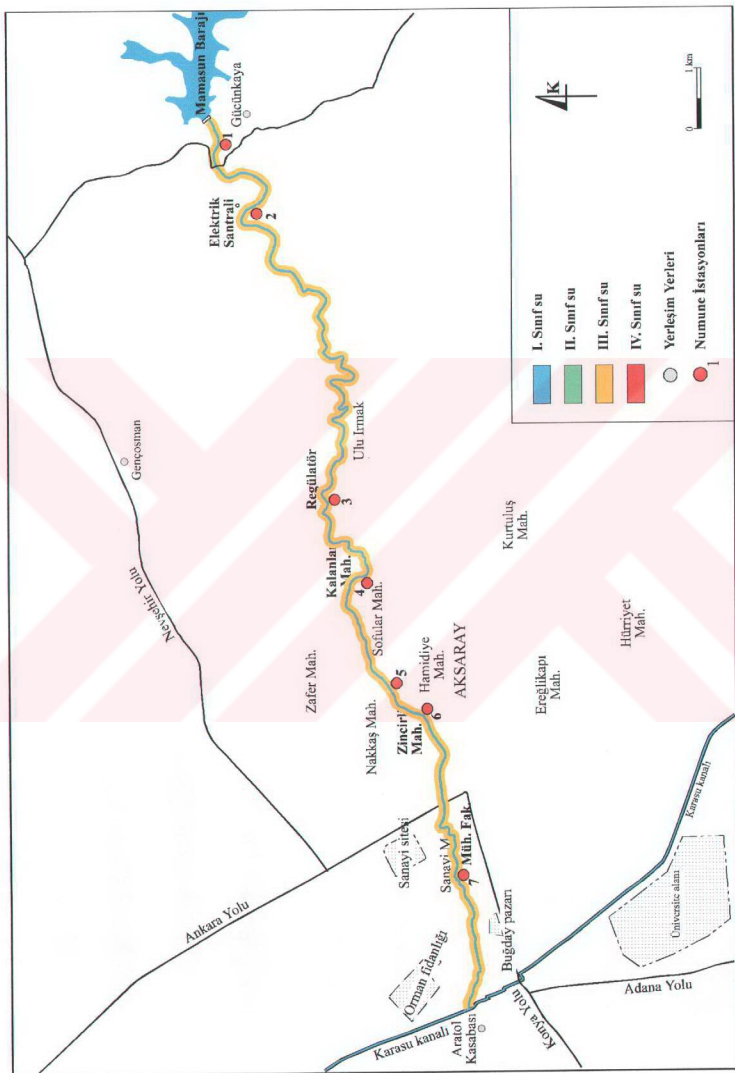 Mamasun Barajı
Gücünkaya
1
Elektrik
Santrali
2
Gençosman
Nevşehir Yolu
Regülatör
3
Ulu Irmak
Kalanlar
Mah.
4
Sofular Mah.
Kurtuluş
Mah.
Zafer Mah.
5
Hamidiye
Mah.
AKSARAY
Nakkaş Mah.
Zincirli
Mah.
6
Ereğlikapı
Mah.
Hürriyet
Mah.
Ankara Yolu
Sanayi sitesi
Sanayi M
Müh. Fak.
7
Orman fidanlığı
Buğday pazarı
Karasu kanalı
Üniversite alanı
Karasu kanalı
Aratol
Kasabası
Konya Yolu
Adana Yolu
K
0 1 km
I. Sınıf su
II. Sınıf su
III. Sınıf su
IV. Sınıf su
Yerleşim Yerleri
1 Numune İstasyonları